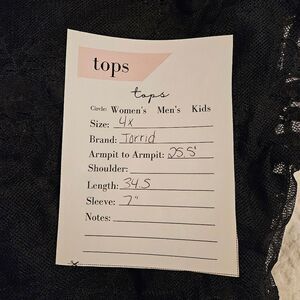 tops
tops
Circle: Women's Men's Kids
Size: 4x
Brand: Torrid
Armpit to Armpit: 25.5"
Shoulder:
Length: 34.5
Sleeve: 7"
Notes: